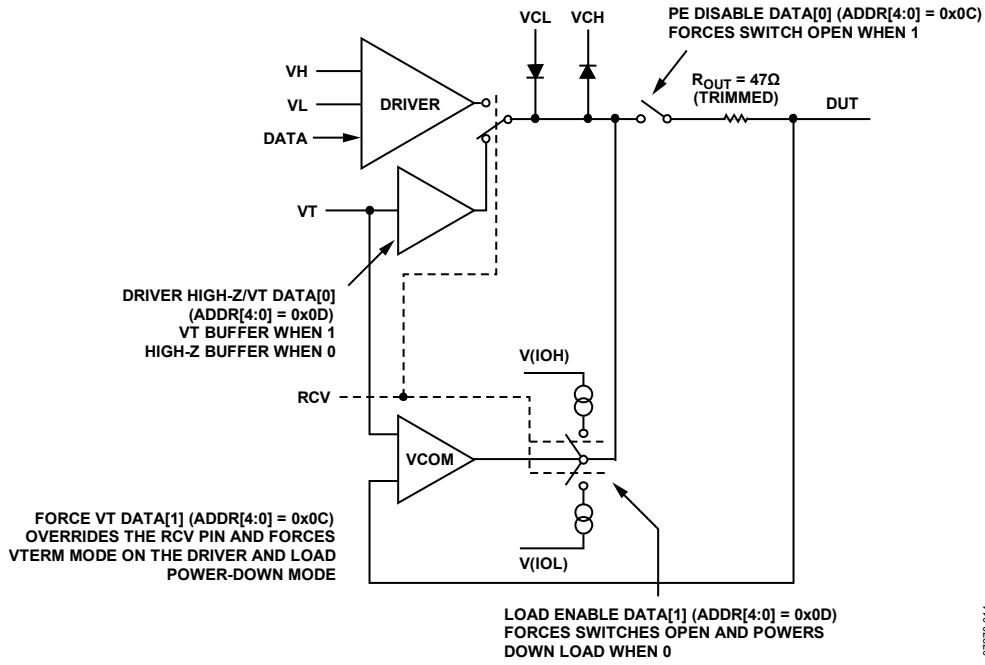 VCL
VCH
PE DISABLE DATA[0] (ADDR[4:0] = 0x0C)
FORCES SWITCH OPEN WHEN 1
VH
VL
DATA
DRIVER
ROUT = 47Ω
(TRIMMED)
DUT
VT
DRIVER HIGH-Z/VT DATA[0]
(ADDR[4:0] = 0x0D)
VT BUFFER WHEN 1
HIGH-Z BUFFER WHEN 0
V(IOH)
RCV
VCOM
FORCE VT DATA[1] (ADDR[4:0] = 0x0C)
OVERRIDES THE RCV PIN AND FORCES
VTERM MODE ON THE DRIVER AND LOAD
POWER-DOWN MODE
V(IOL)
LOAD ENABLE DATA[1] (ADDR[4:0] = 0x0D)
FORCES SWITCHES OPEN AND POWERS
DOWN LOAD WHEN 0